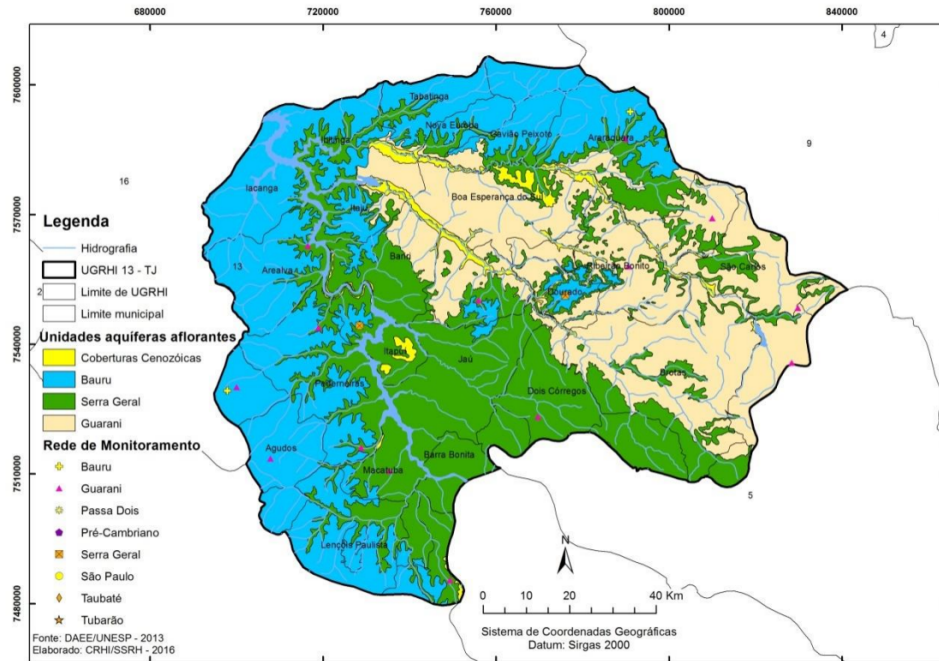 680000 720000 760000 800000 840000
7600000
7570000
7540000
7510000
7480000
4
9
16
13
2
5
Tabatinga
Nova Europa
Gavião Peixoto
Araraquara
Ibitinga
Iacanga
Boa Esperança do Sul
Itaju
Bariri
Arealva
Ribeirão Bonito
São Carlos
Dourado
Itapuí
Jaú
Brotas
Pederneiras
Dois Córregos
Agudos
Barra Bonita
Macatuba
Lençóis Paulista
Legenda
Hidrografia
UGRHI 13 - TJ
Limite de UGRHI
Limite municipal
Unidades aquíferas aflorantes
Coberturas Cenozóicas
Bauru
Serra Geral
Guarani
Rede de Monitoramento
Bauru
Guarani
Passa Dois
Pré-Cambriano
Serra Geral
São Paulo
Taubaté
Tubarão
Fonte: DAEE/UNESP - 2013
Elaborado: CRHI/SSRH - 2016
N
0 10 20 40 Km
Sistema de Coordenadas Geográficas
Datum: Sirgas 2000